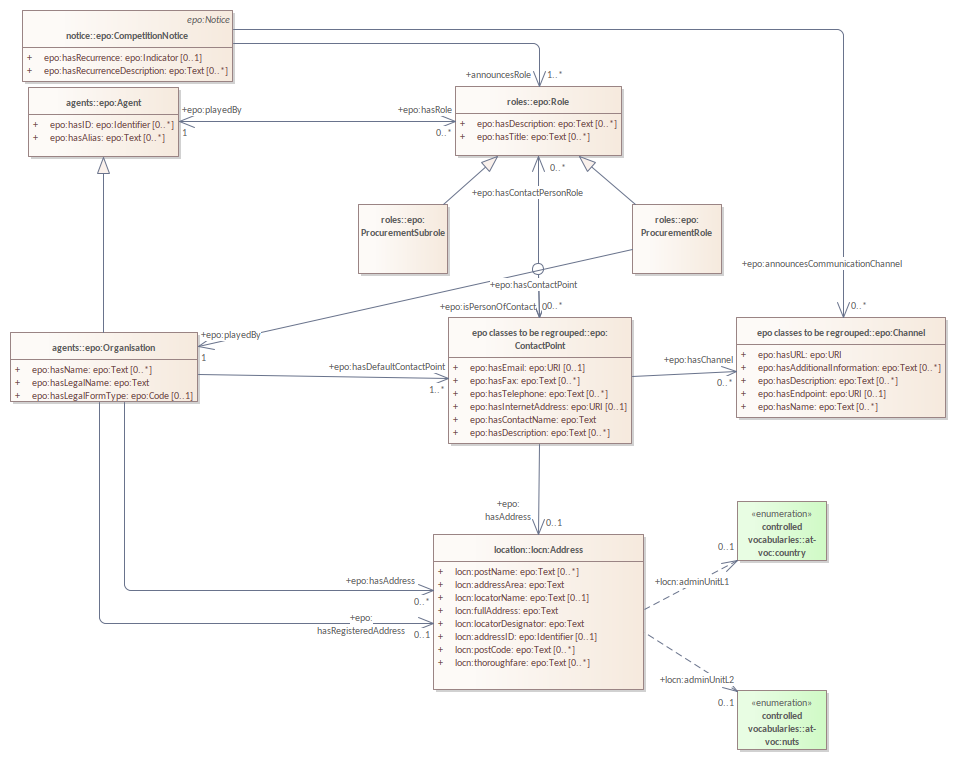 epo:Notice
notice::epo:CompetitionNotice
+ epo:hasRecurrence: epo:Indicator [0..1]
+ epo:hasRecurrenceDescription: epo:Text [0..*]
agents::epo:Agent
+ epo:hasID: epo:Identifier [0..*]
+ epo:hasAlias: epo:Text [0..*]
+epo:playedBy
1
+epo:hasRole
0..*
+announcesRole
1..*
roles::epo:Role
+ epo:hasDescription: epo:Text [0..*]
+ epo:hasTitle: epo:Text [0..*]
0..*
+epo:hasContactPersonRole
roles::epo:
ProcurementSubrole
roles::epo:
ProcurementRole
+epo:announcesCommunicationChannel
0..*
+epo:hasContactPoint
+epo:isPersonOfContact
0..*
+epo:playedBy
1
agents::epo:Organisation
+ epo:hasName: epo:Text [0..*]
+ epo:hasLegalName: epo:Text
+ epo:hasLegalFormType: epo:Code [0..1]
+epo:hasDefaultContactPoint
1..*
epo classes to be regrouped::epo:
ContactPoint
+ epo:hasEmail: epo:URI [0..1]
+ epo:hasFax: epo:Text [0..*]
+ epo:hasTelephone: epo:Text [0..*]
+ epo:hasInternetAddress: epo:URI [0..1]
+ epo:hasContactName: epo:Text
+ epo:hasDescription: epo:Text [0..*]
+epo:hasChannel
0..*
epo classes to be regrouped::epo:Channel
+ epo:hasURL: epo:URI
+ epo:hasAdditionalInformation: epo:Text [0..*]
+ epo:hasDescription: epo:Text [0..*]
+ epo:hasEndpoint: epo:URI [0..1]
+ epo:hasName: epo:Text [0..*]
+epo:
hasAddress
0..1
+epo:hasAddress
0..*
+epo:
hasRegisteredAddress
0..1
location::locn:Address
+ locn:postName: epo:Text [0..*]
+ locn:addressArea: epo:Text
+ locn:locatorName: epo:Text [0..1]
+ locn:fullAddress: epo:Text
+ locn:locatorDesignator: epo:Text
+ locn:addressID: epo:Identifier [0..1]
+ locn:postCode: epo:Text [0..*]
+ locn:thoroughfare: epo:Text [0..*]
0..1
+locn:adminUnitL1
«enumeration»
controlled
vocabularies::at-
voc:country
+locn:adminUnitL2
0..1
«enumeration»
controlled
vocabularies::at-
voc:nuts